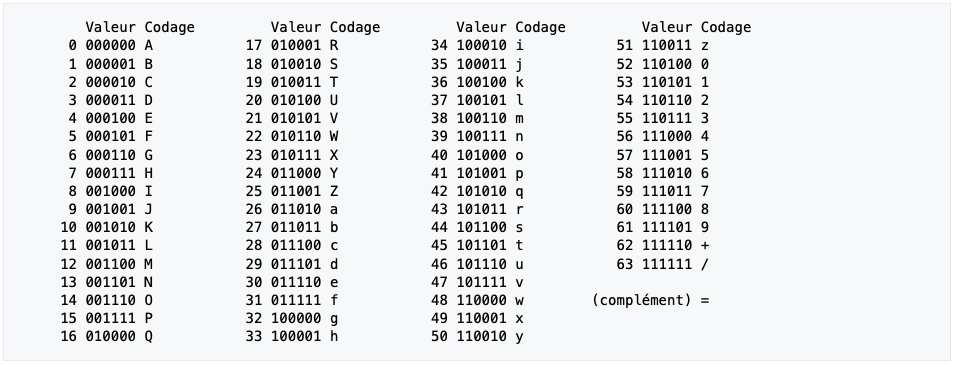 Valeur Codage Valeur Codage Valeur Codage Valeur Codage
0 000000 A 17 010001 R 34 100010 i 51 110011 z
1 000001 B 18 010010 S 35 100011 j 52 110100 0
2 000010 C 19 010011 T 36 100100 k 53 110101 1
3 000011 D 20 010100 U 37 100101 l 54 110110 2
4 000100 E 21 010101 V 38 100110 m 55 110111 3
5 000101 F 22 010110 W 39 100111 n 56 111000 4
6 000110 G 23 010111 X 40 101000 o 57 111001 5
7 000111 H 24 011000 Y 41 101001 p 58 111010 6
8 001000 I 25 011001 Z 42 101010 q 59 111011 7
9 001001 J 26 011010 a 43 101011 r 60 111100 8
10 001010 K 27 011011 b 44 101100 s 61 111101 9
11 001011 L 28 011100 c 45 101101 t 62 111110 +
12 001100 M 29 011101 d 46 101110 u 63 111111 /
13 001101 N 30 011110 e 47 101111 v
14 001110 O 31 011111 f 48 110000 w (complément) =
15 001111 P 32 100000 g 49 110001 x
16 010000 Q 33 100001 h 50 110010 y